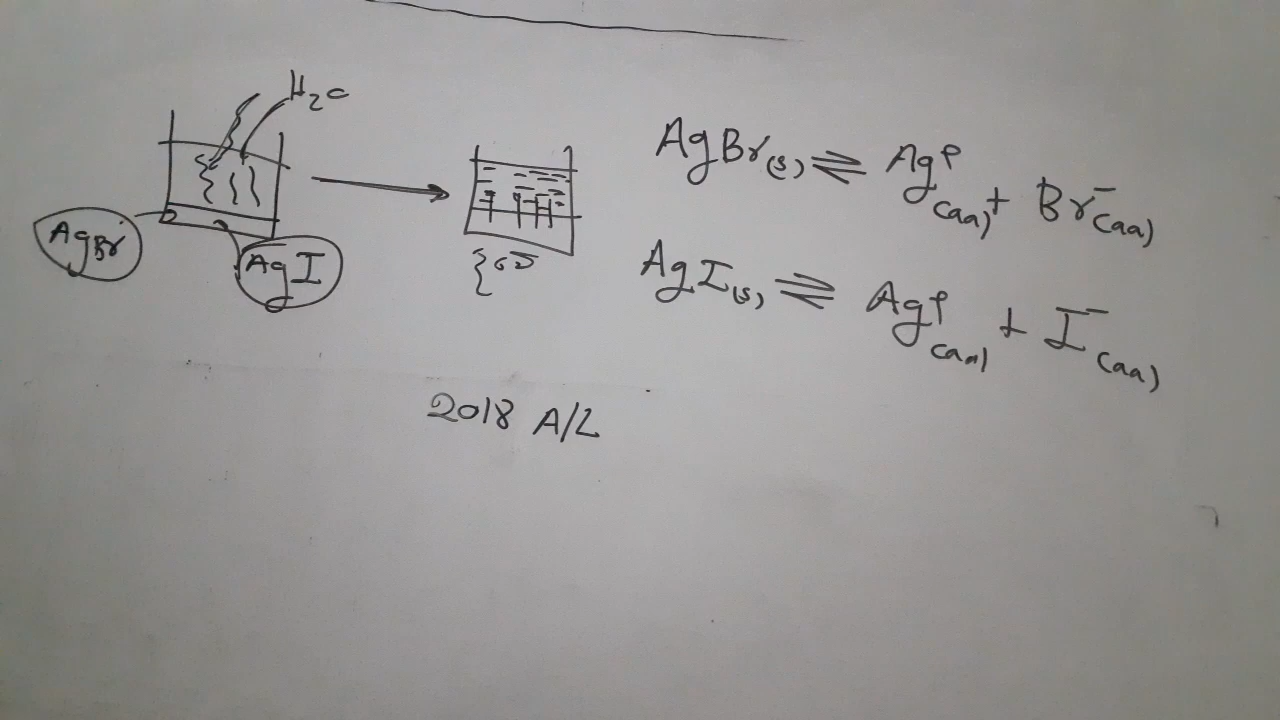 H₂O
AgBr
AgI
AgBr(s) ⇌ Ag⁺(aq) + Br⁻(aq)
AgI(s) ⇌ Ag⁺(aq) + I⁻(aq)
2018 A/L